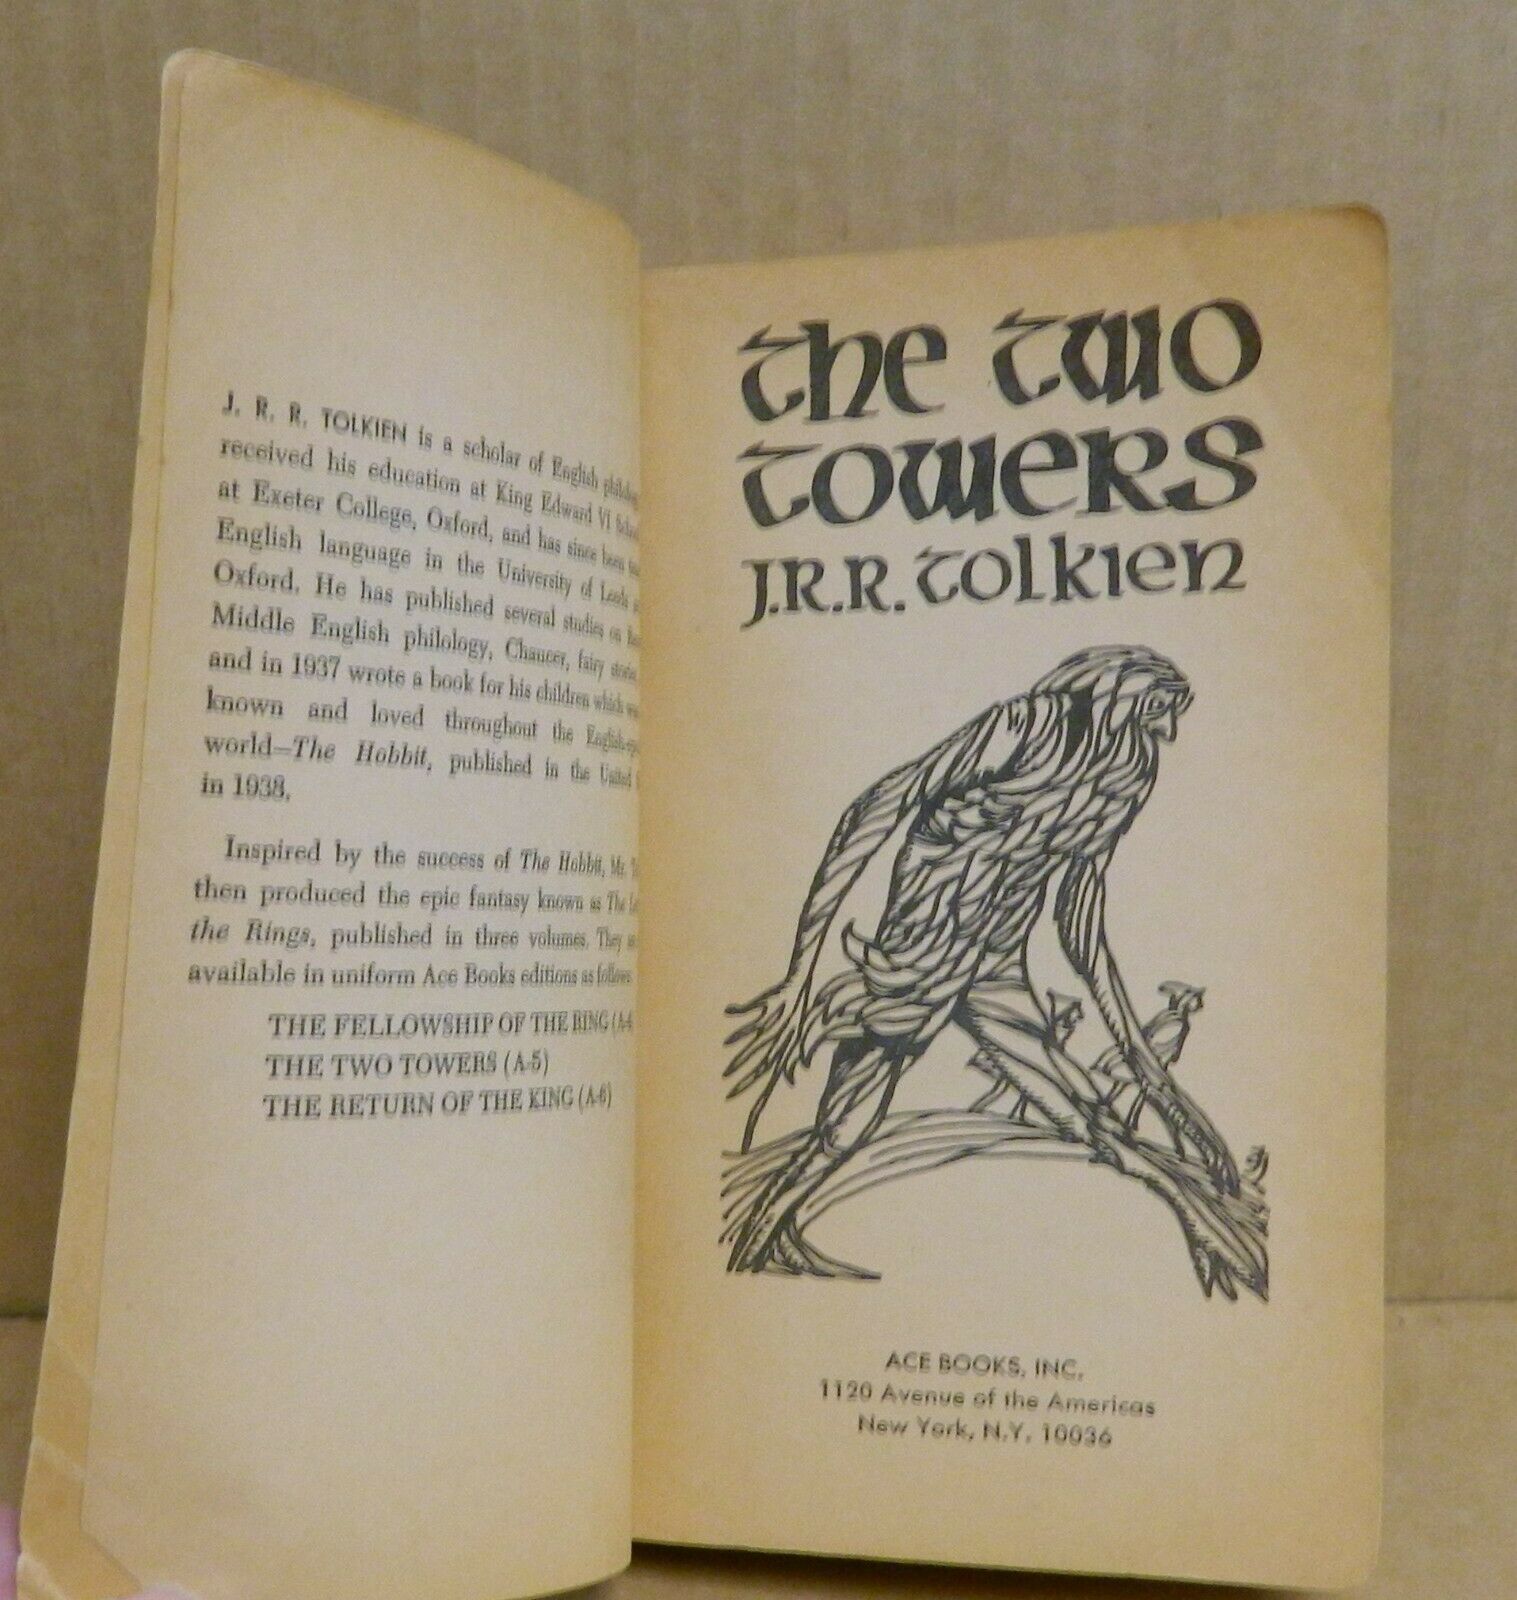 J. R. R. TOLKIEN is a scholar of English
received his education at King Edward VI
at Exeter College, Oxford, and has since been
English language in the University of Leeds
Oxford. He has published several studies on
Middle English philology, Chaucer, fairy stories,
and in 1937 wrote a book for his children which
known and loved throughout the
world—The Hobbit, published in the United
in 1938.
Inspired by the success of The Hobbit, Mr.
then produced the epic fantasy known as The
the Rings, published in three volumes. They
available in uniform Ace Books editions as follows
THE FELLOWSHIP OF THE RING (A-4
THE TWO TOWERS (A-5)
THE RETURN OF THE KING (A-6)
the two
towers
J.R.R. tolkien
ACE BOOKS, INC.
1120 Avenue of the Americas
New York, N.Y. 10036